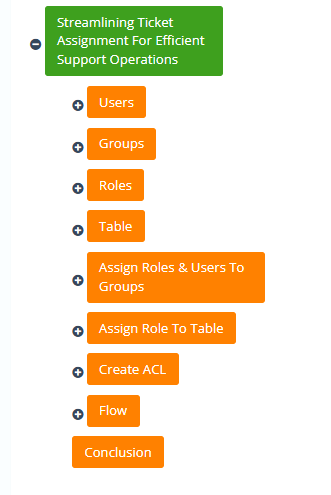 Streamlining Ticket
Assignment For Efficient
Support Operations
Users
Groups
Roles
Table
Assign Roles & Users To
Groups
Assign Role To Table
Create ACL
Flow
Conclusion